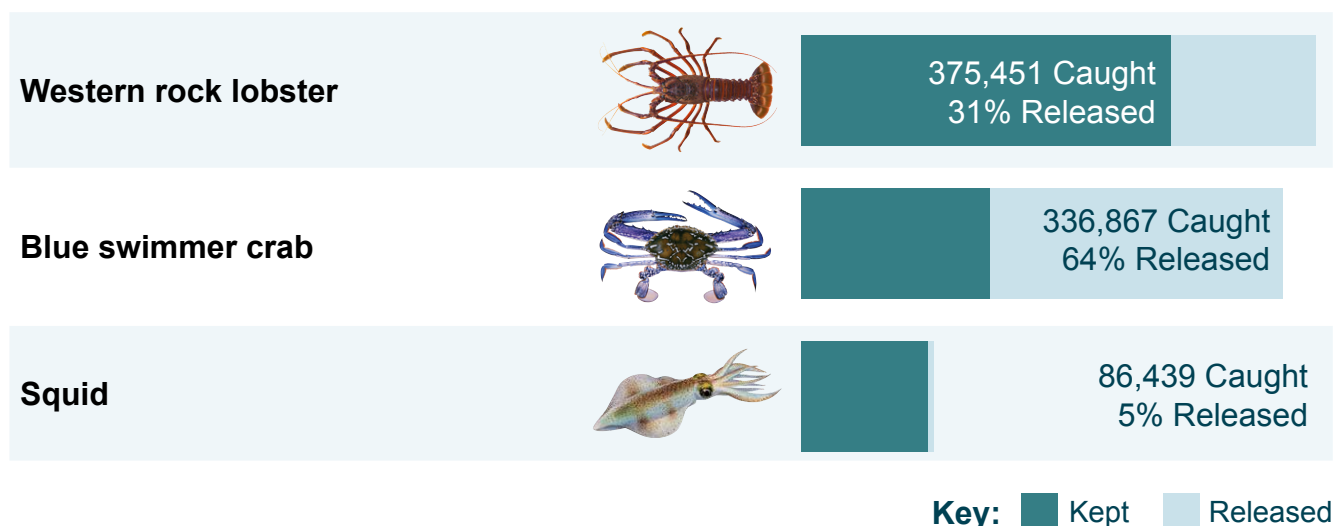 Western rock lobster
375,451 Caught
31% Released
Blue swimmer crab
336,867 Caught
64% Released
Squid
86,439 Caught
5% Released
Key: Kept Released